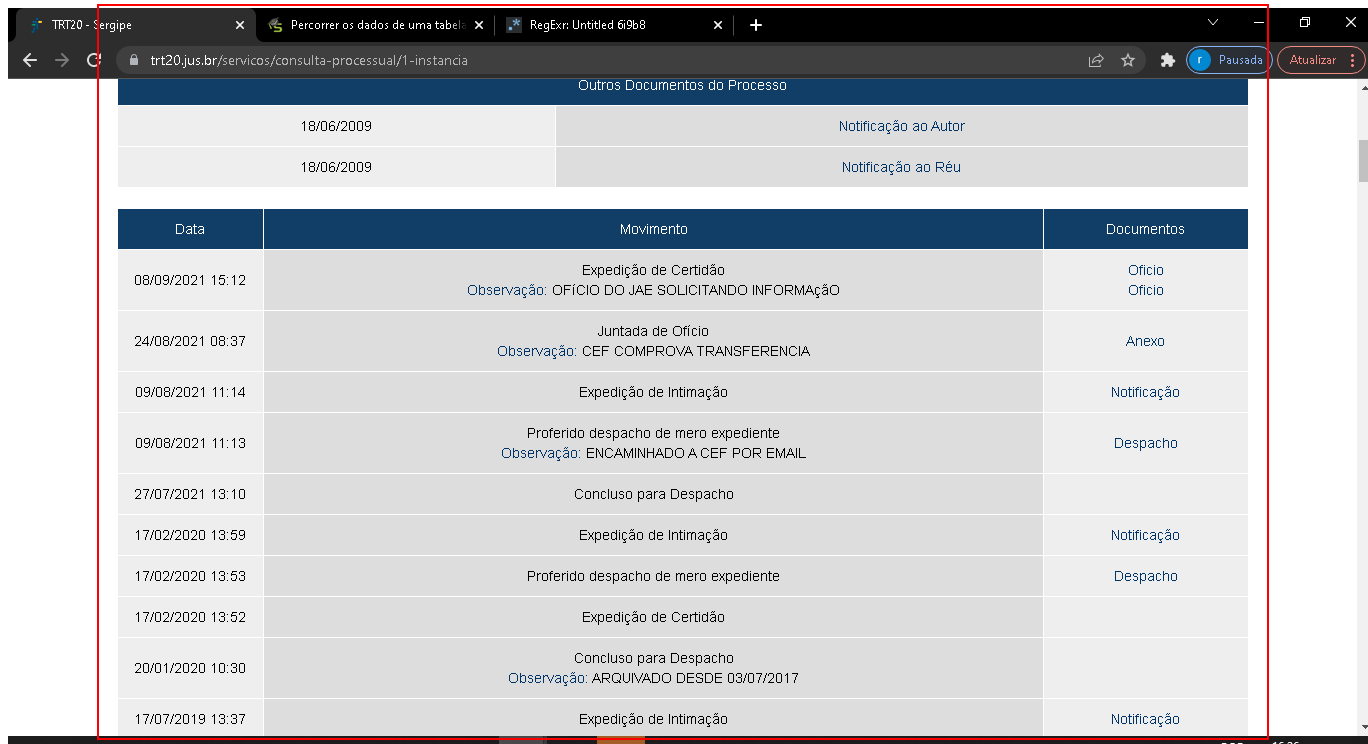 TRT20 - Sergipe
Percorrer os dados de uma tabela
RegExr: Untitled 6i9b8
trt20.jus.br/servicos/consulta-processual/1-instancia
r Pausada
Atualizar
Outros Documentos do Processo
18/06/2009 Notificação ao Autor
18/06/2009 Notificação ao Réu
Data Movimento Documentos
08/09/2021 15:12
Expedição de Certidão
Observação: OFíCIO DO JAE SOLICITANDO INFORMAçãO
Oficio
Oficio
24/08/2021 08:37
Juntada de Ofício
Observação: CEF COMPROVA TRANSFERENCIA
Anexo
09/08/2021 11:14 Expedição de Intimação Notificação
09/08/2021 11:13
Proferido despacho de mero expediente
Observação: ENCAMINHADO A CEF POR EMAIL
Despacho
27/07/2021 13:10 Concluso para Despacho
17/02/2020 13:59 Expedição de Intimação Notificação
17/02/2020 13:53 Proferido despacho de mero expediente Despacho
17/02/2020 13:52 Expedição de Certidão
20/01/2020 10:30
Concluso para Despacho
Observação: ARQUIVADO DESDE 03/07/2017
17/07/2019 13:37 Expedição de Intimação Notificação